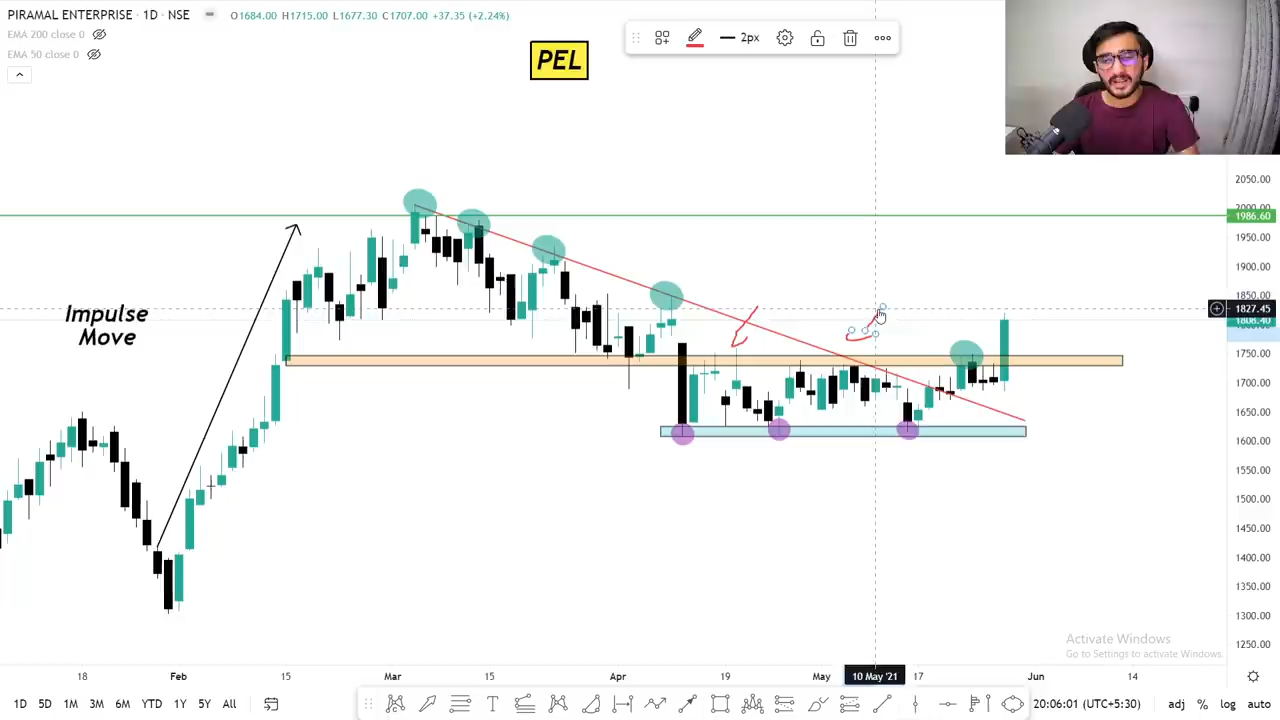 PIRAMAL ENTERPRISE · 1D · NSE O1684.00 H1715.00 L1677.30 C1707.00 +37.35 (+2.24%)
EMA 200 close 0
EMA 50 close 0
2px
PEL
Impulse
Move
2050.00
2000.00
1986.60
1950.00
1900.00
1850.00
1827.45
1808.40
1750.00
1700.00
1650.00
1600.00
1550.00
1500.00
1450.00
1400.00
1350.00
1300.00
1250.00
Activate Windows
Go to Settings to activate Windows.
18 Feb 15 Mar 15 Apr 19 May 10 May '21 17 Jun 14
1D 5D 1M 3M 6M YTD 1Y 5Y All 20:06:01 (UTC+5:30) adj % log auto